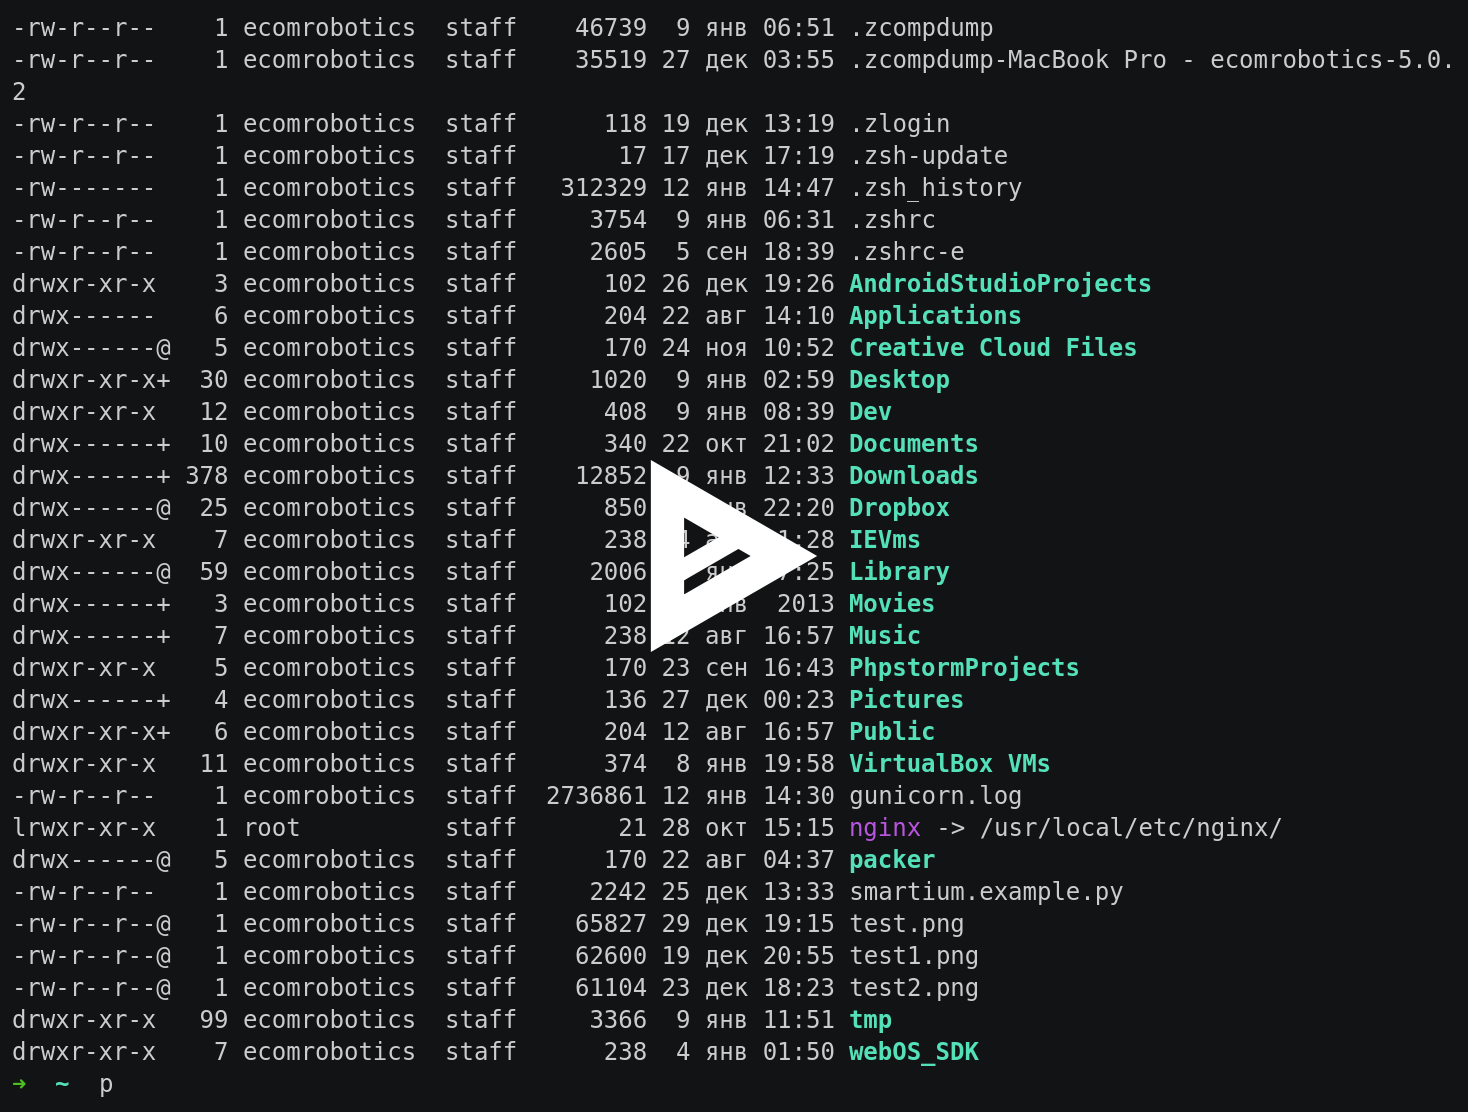 -rw-r--r--    1 ecomrobotics  staff    46739  9 янв 06:51 .zcompdump
-rw-r--r--    1 ecomrobotics  staff    35519 27 дек 03:55 .zcompdump-MacBook Pro - ecomrobotics-5.0.
2
-rw-r--r--    1 ecomrobotics  staff      118 19 дек 13:19 .zlogin
-rw-r--r--    1 ecomrobotics  staff       17 17 дек 17:19 .zsh-update
-rw-------    1 ecomrobotics  staff   312329 12 янв 14:47 .zsh_history
-rw-r--r--    1 ecomrobotics  staff     3754  9 янв 06:31 .zshrc
-rw-r--r--    1 ecomrobotics  staff     2605  5 сен 18:39 .zshrc-e
drwxr-xr-x    3 ecomrobotics  staff      102 26 дек 19:26 AndroidStudioProjects
drwx------    6 ecomrobotics  staff      204 22 авг 14:10 Applications
drwx------@   5 ecomrobotics  staff      170 24 ноя 10:52 Creative Cloud Files
drwxr-xr-x+  30 ecomrobotics  staff     1020  9 янв 02:59 Desktop
drwxr-xr-x   12 ecomrobotics  staff      408  9 янв 08:39 Dev
drwx------+  10 ecomrobotics  staff      340 22 окт 21:02 Documents
drwx------+ 378 ecomrobotics  staff    12852  9 янв 12:33 Downloads
drwx------@  25 ecomrobotics  staff      850 22:20 Dropbox
drwxr-xr-x    7 ecomrobotics  staff      238 IEVms
drwx------@  59 ecomrobotics  staff     2006 Library
drwx------+   3 ecomrobotics  staff      102 2013 Movies
drwx------+   7 ecomrobotics  staff      238 авг 16:57 Music
drwxr-xr-x    5 ecomrobotics  staff      170 23 сен 16:43 PhpstormProjects
drwx------+   4 ecomrobotics  staff      136 27 дек 00:23 Pictures
drwxr-xr-x+   6 ecomrobotics  staff      204 12 авг 16:57 Public
drwxr-xr-x   11 ecomrobotics  staff      374  8 янв 19:58 VirtualBox VMs
-rw-r--r--    1 ecomrobotics  staff  2736861 12 янв 14:30 gunicorn.log
lrwxr-xr-x    1 root          staff       21 28 окт 15:15 nginx -> /usr/local/etc/nginx/
drwx------@   5 ecomrobotics  staff      170 22 авг 04:37 packer
-rw-r--r--    1 ecomrobotics  staff     2242 25 дек 13:33 smartium.example.py
-rw-r--r--@   1 ecomrobotics  staff    65827 29 дек 19:15 test.png
-rw-r--r--@   1 ecomrobotics  staff    62600 19 дек 20:55 test1.png
-rw-r--r--@   1 ecomrobotics  staff    61104 23 дек 18:23 test2.png
drwxr-xr-x   99 ecomrobotics  staff     3366  9 янв 11:51 tmp
drwxr-xr-x    7 ecomrobotics  staff      238  4 янв 01:50 webOS_SDK
➜  ~  p